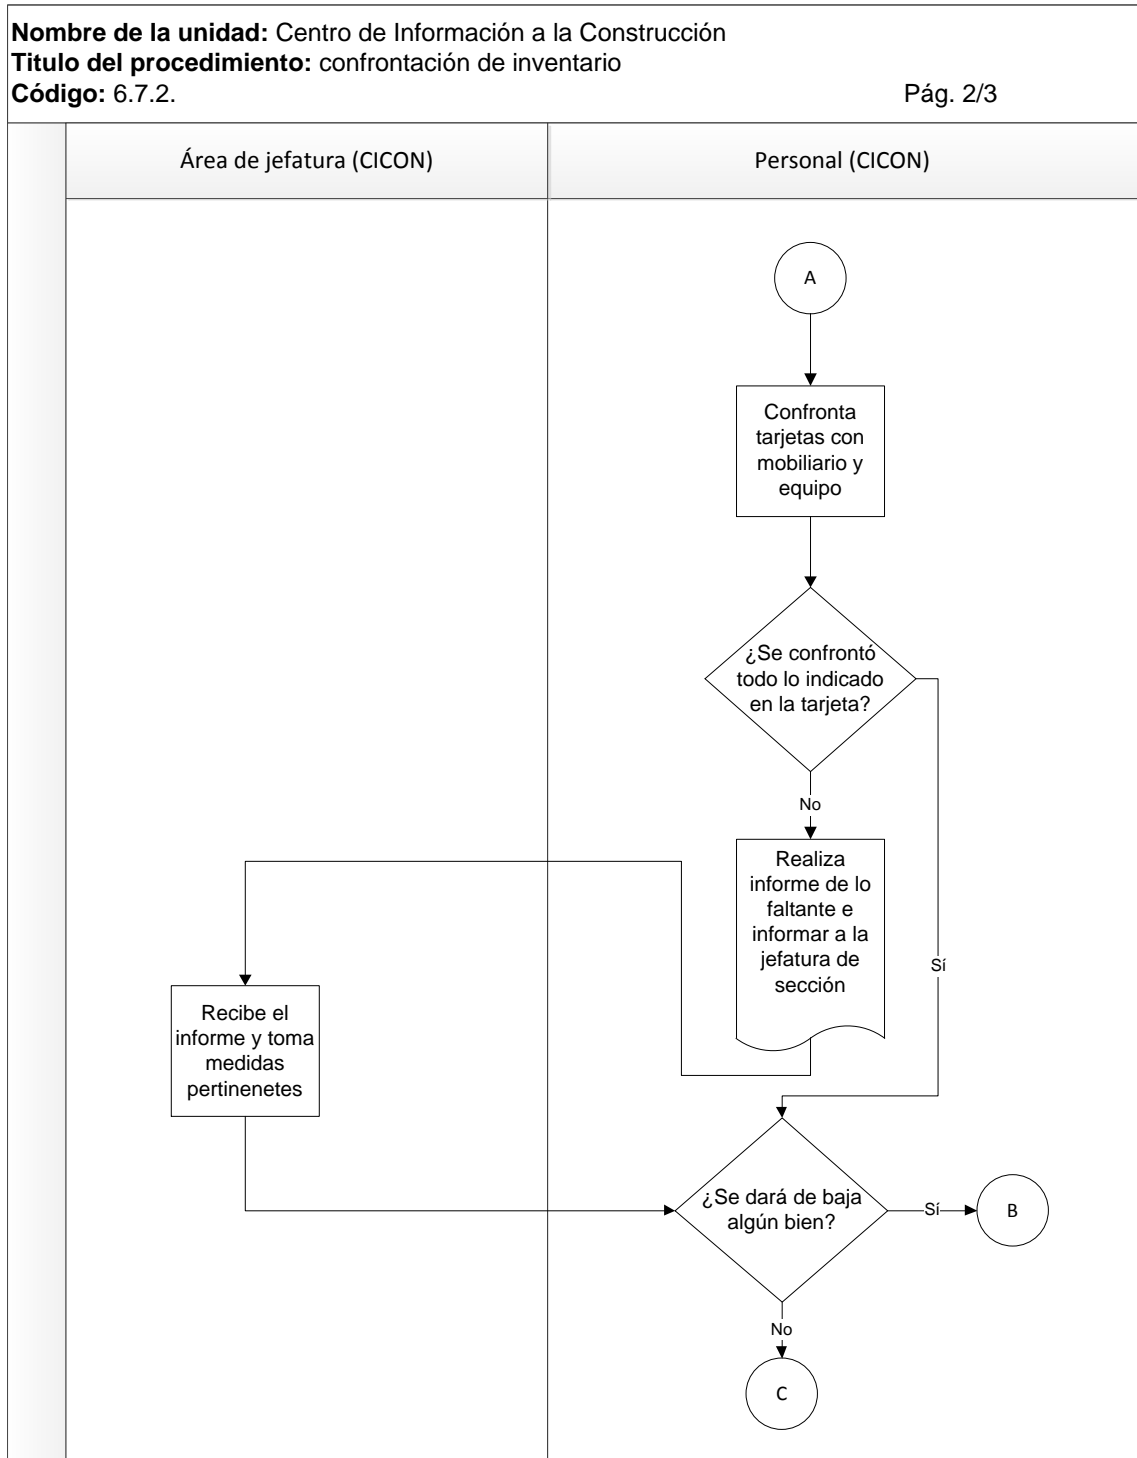 Nombre de la unidad: Centro de Información a la Construcción
Titulo del procedimiento: confrontación de inventario
Código: 6.7.2. Pág. 2/3
Área de jefatura (CICON)
Personal (CICON)
A
Confronta
tarjetas con
mobiliario y
equipo
¿Se confrontó
todo lo indicado
en la tarjeta?
No
Realiza
informe de lo
faltante e
informar a la
jefatura de
sección
Sí
Recibe el
informe y toma
medidas
pertinenetes
¿Se dará de baja
algún bien?
Sí
B
No
C